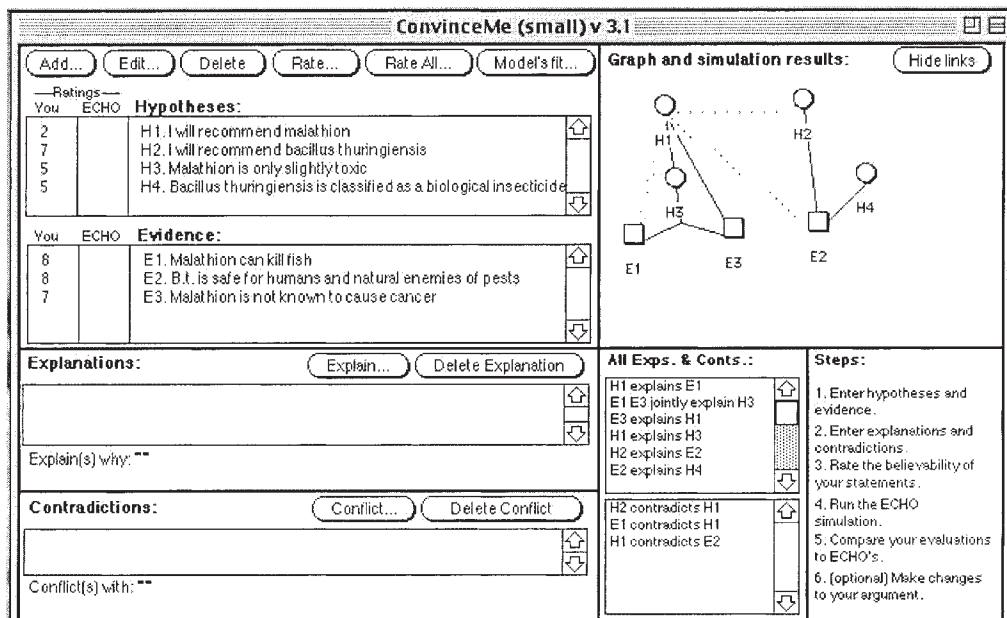 ConvinceMe (small) v 3.1
Add... Edit... Delete Rate... Rate All... Model's fit...
Ratings
You ECHO Hypotheses:
2 H1. I will recommend malathion
7 H2. I will recommend bacillus thuringiensis
5 H3. Malathion is only slightly toxic
5 H4. Bacillus thuringiensis is classified as a biological insecticide
You ECHO Evidence:
8 E1. Malathion can kill fish
8 E2. B.t. is safe for humans and natural enemies of pests
7 E3. Malathion is not known to cause cancer
Explanations: Explain... Delete Explanation
Explain(s) why: ""
Contradictions: Conflict... Delete Conflict
Conflict(s) with: ""
Graph and simulation results: Hide links
H1
H2
H3
H4
E1
E3
E2
All Exps. & Conts.:
H1 explains E1
E1 E3 jointly explain H3
E3 explains H1
H1 explains H3
H2 explains E2
E2 explains H4
H2 contradicts H1
E1 contradicts H1
H1 contradicts E2
Steps:
1. Enter hypotheses and
evidence.
2. Enter explanations and
contradictions.
3. Rate the believability of
your statements.
4. Run the ECHO
simulation.
5. Compare your evaluations
to ECHO's.
6. (optional) Make changes
to your argument.